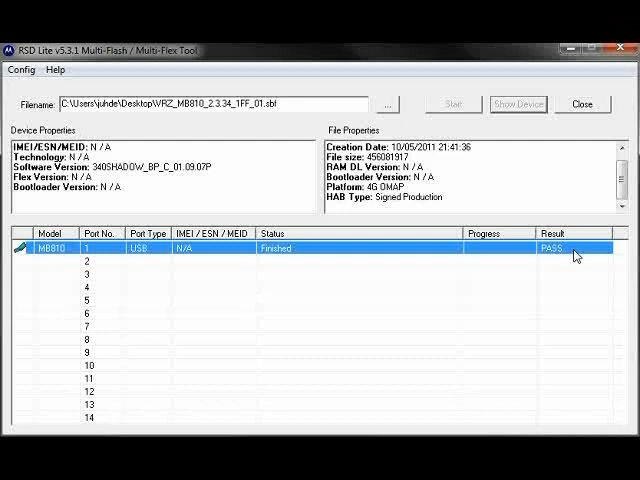 RSD Lite v5.3.1 Multi-Flash / Multi-Flex Tool
Config Help
Filename: C:\Users\juhde\Desktop\VRZ_MB810_2.3.34_1FF_01.sbf ... Start Show Device Close
Device Properties
IMEI/ESN/MEID: N / A
Technology: N / A
Software Version: 340SHADOW_BP_C_01.09.07P
Flex Version: N / A
Bootloader Version: N / A
File Properties
Creation Date: 10/05/2011 21:41:36
File size: 456081917
RAM DL Version: N / A
Bootloader Version: N / A
Platform: 4G OMAP
HAB Type: Signed Production
Model Port No. Port Type IMEI / ESN / MEID Status Progress Result
MB810 1 USB N/A Finished PASS
2
3
4
5
6
7
8
9
10
11
12
13
14